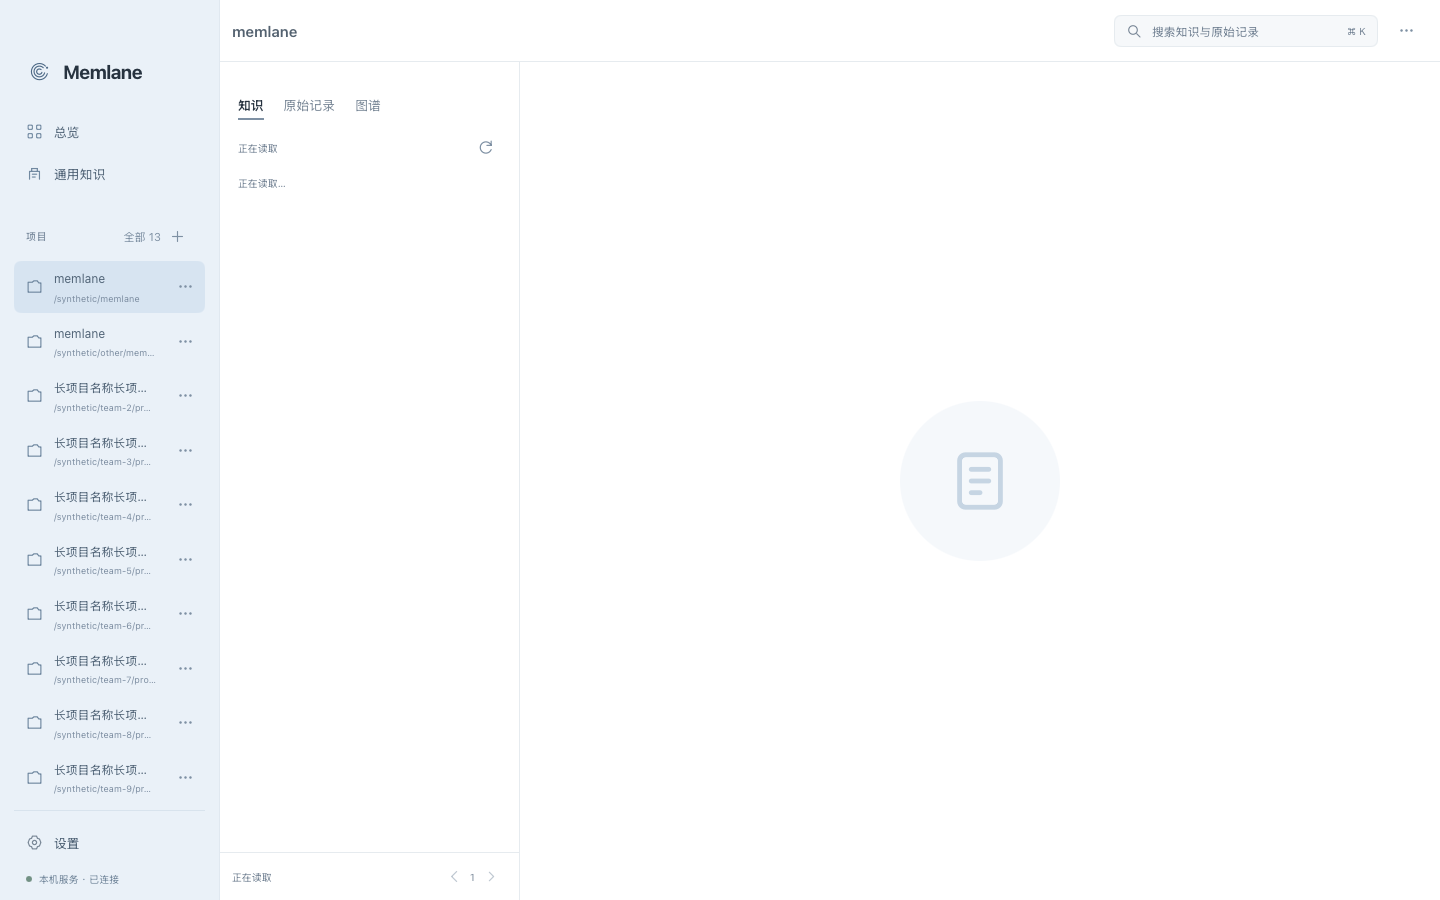 Memlane
总览
通用知识
项目 全部 13
memlane
/synthetic/memlane
memlane
/synthetic/other/mem...
长项目名称长项...
/synthetic/team-2/pr...
长项目名称长项...
/synthetic/team-3/pr...
长项目名称长项...
/synthetic/team-4/pr...
长项目名称长项...
/synthetic/team-5/pr...
长项目名称长项...
/synthetic/team-6/pr...
长项目名称长项...
/synthetic/team-7/pro...
长项目名称长项...
/synthetic/team-8/pr...
长项目名称长项...
/synthetic/team-9/pr...
设置
本机服务 · 已连接
memlane
搜索知识与原始记录 ⌘ K
知识 原始记录 图谱
正在读取
正在读取...
正在读取 1